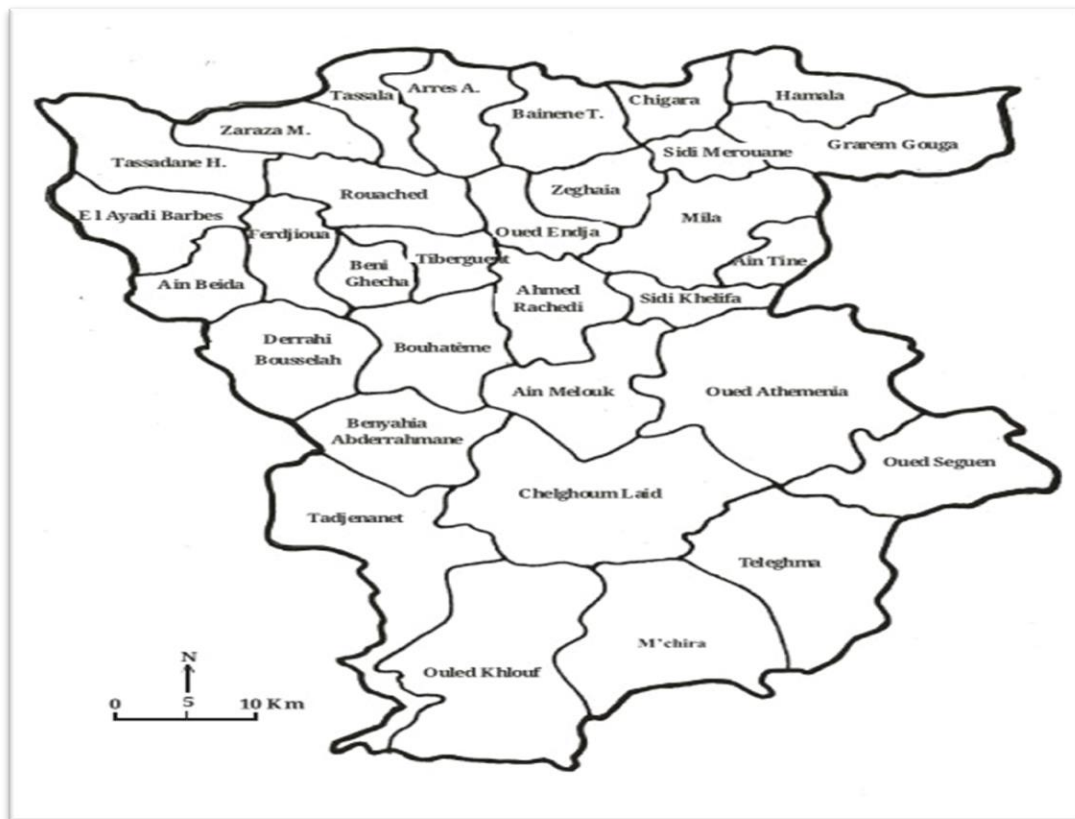 Tassala
Arres A.
Bainene T.
Chigara
Hamala
Zaraza M.
Tassadane H.
Rouached
Zeghaia
Sidi Merouane
Grarem Gouga
El Ayadi Barbes
Ferdjioua
Oued Endja
Mila
Ain Beida
Beni
Ghecha
Tiberguent
Ahmed
Rachedi
Ain Tine
Sidi Khelifa
Derrahi
Bousselah
Bouhatème
Ain Melouk
Oued Athemenia
Benyahia
Abderrahmane
Oued Seguen
Chelghoum Laid
Tadjenanet
Teleghma
M'chira
Ouled Khlouf
N
0 5 10 Km